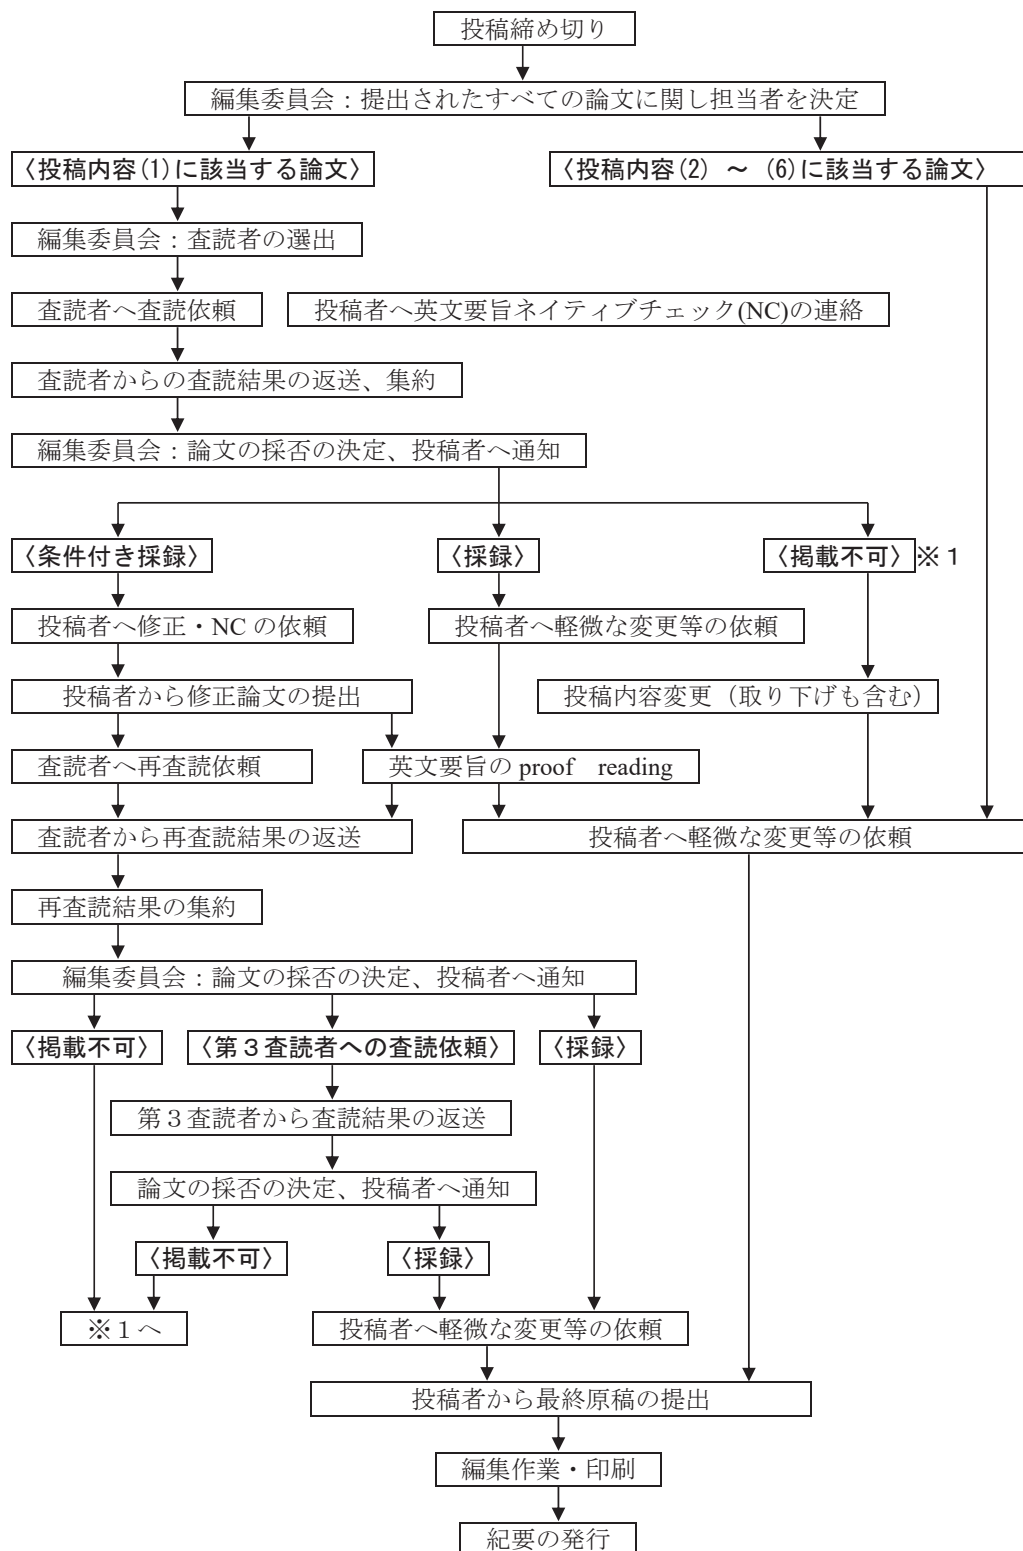 投稿締め切り
編集委員会：提出されたすべての論文に関し担当者を決定
〈投稿内容(1)に該当する論文〉
〈投稿内容(2) ～ (6)に該当する論文〉
編集委員会：査読者の選出
査読者へ査読依頼
投稿者へ英文要旨ネイティブチェック(NC)の連絡
査読者からの査読結果の返送、集約
編集委員会：論文の採否の決定、投稿者へ通知
〈条件付き採録〉
〈採録〉
〈掲載不可〉※１
投稿者へ修正・NC の依頼
投稿者へ軽微な変更等の依頼
投稿者から修正論文の提出
投稿内容変更（取り下げも含む）
査読者へ再査読依頼
英文要旨の proof reading
査読者から再査読結果の返送
投稿者へ軽微な変更等の依頼
再査読結果の集約
編集委員会：論文の採否の決定、投稿者へ通知
〈掲載不可〉
〈第３査読者への査読依頼〉
〈採録〉
第３査読者から査読結果の返送
論文の採否の決定、投稿者へ通知
〈掲載不可〉
〈採録〉
※１へ
投稿者へ軽微な変更等の依頼
投稿者から最終原稿の提出
編集作業・印刷
紀要の発行